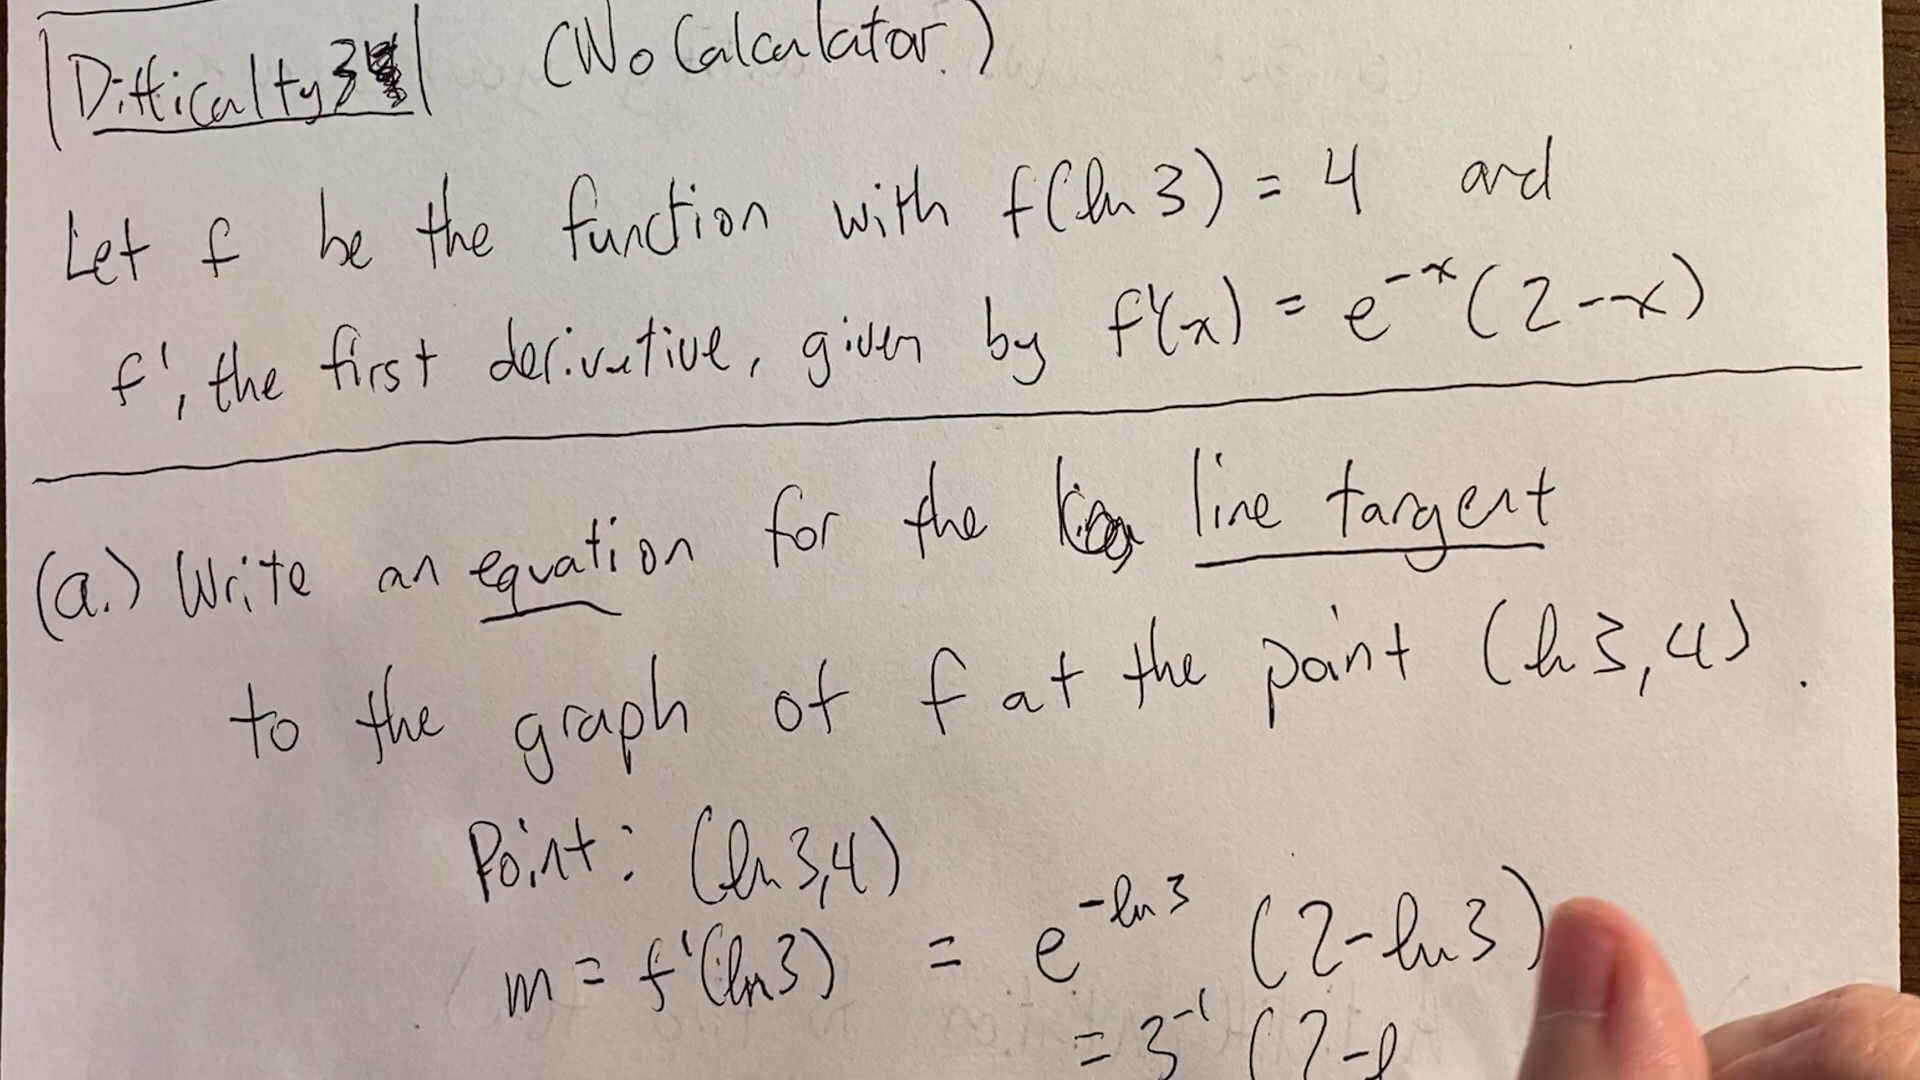 Difficulty 3 (No Calculator.)
Let f be the function with f(ln 3) = 4 and
f', the first derivative, given by f'(x) = e^{-x}(2-x)
(a.) Write an equation for the line tangent
to the graph of f at the point (ln 3, 4).
Point: (ln 3, 4)
m = f'(ln 3) = e^{-ln 3} (2-ln 3)
= 3^{-1} (2-l